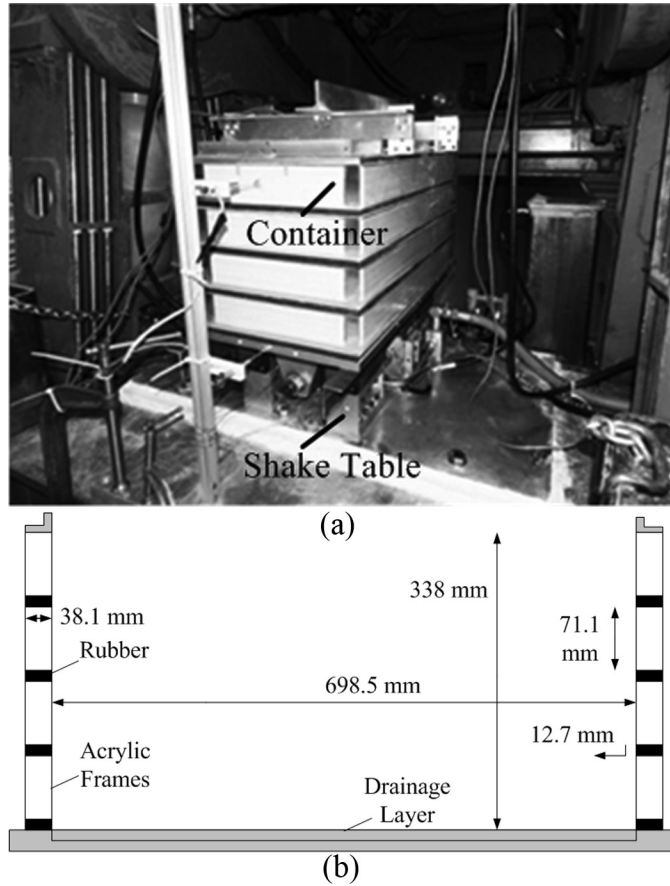 Container
Shake Table
(a)
338 mm
38.1 mm
71.1
mm
Rubber
698.5 mm
12.7 mm
Acrylic
Frames
Drainage
Layer
(b)